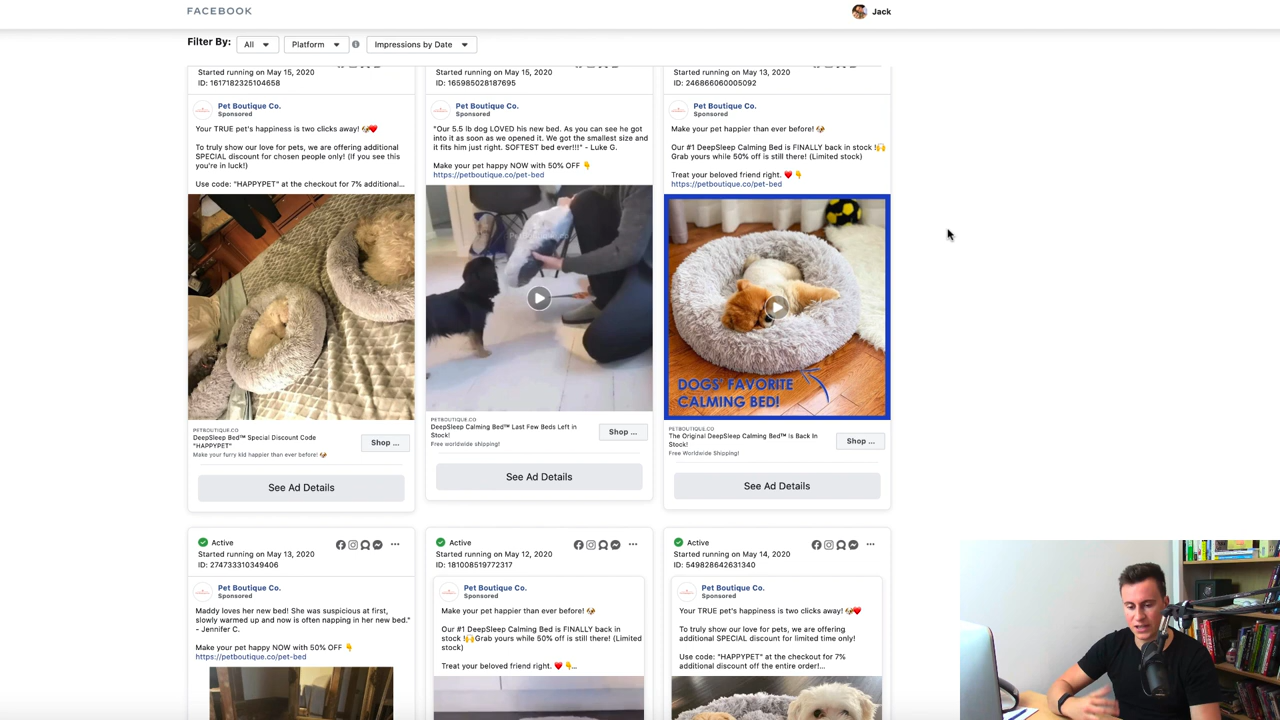 FACEBOOK
Jack
Filter By:
All
Platform
Impressions by Date
Started running on May 15, 2020
ID: 1617182325104658
Pet Boutique Co.
Sponsored
Your TRUE pet's happiness is two clicks away! 🐶❤️
To truly show our love for pets, we are offering additional
SPECIAL discount for chosen people only! (If you see this
you're in luck!)
Use code: "HAPPYPET" at the checkout for 7% additional...
PETBOUTIQUE.CO
DeepSleep Bed™ Special Discount Code
"HAPPYPET"
Make your furry kid happier than ever before! 🐶
Shop ...
See Ad Details
Started running on May 15, 2020
ID: 165985028187695
Pet Boutique Co.
Sponsored
"Our 5.5 lb dog LOVED his new bed. As you can see he got
into it as soon as we opened it. We got the smallest size and
it fits him just right. SOFTEST bed ever!!!" - Luke G.
Make your pet happy NOW with 50% OFF 👇
https://petboutique.co/pet-bed
PETBOUTIQUE.CO
DeepSleep Calming Bed™ Last Few Beds Left in
Stock!
Free worldwide shipping!
Shop ...
See Ad Details
Started running on May 13, 2020
ID: 246866060005092
Pet Boutique Co.
Sponsored
Make your pet happier than ever before! 🐶
Our #1 DeepSleep Calming Bed is FINALLY back in stock !🙌
Grab yours while 50% off is still there! (Limited stock)
Treat your beloved friend right. ❤️ 👇
https://petboutique.co/pet-bed
DOGS' FAVORITE
CALMING BED!
PETBOUTIQUE.CO
The Original DeepSleep Calming Bed™ Is Back In
Stock!
Free Worldwide Shipping!
Shop ...
See Ad Details
Active
Started running on May 13, 2020
ID: 274733310349406
Pet Boutique Co.
Sponsored
Maddy loves her new bed! She was suspicious at first,
slowly warmed up and now is often napping in her new bed."
- Jennifer C.
Make your pet happy NOW with 50% OFF 👇
https://petboutique.co/pet-bed
Active
Started running on May 12, 2020
ID: 181008519772317
Pet Boutique Co.
Sponsored
Make your pet happier than ever before! 🐶
Our #1 DeepSleep Calming Bed is FINALLY back in
stock !🙌Grab yours while 50% off is still there! (Limited
stock)
Treat your beloved friend right. ❤️ 👇...
Active
Started running on May 14, 2020
ID: 549828642631340
Pet Boutique Co.
Sponsored
Your TRUE pet's happiness is two clicks away! 🐶❤️
To truly show our love for pets, we are offering
additional SPECIAL discount for limited time only!
Use code: "HAPPYPET" at the checkout for 7%
additional discount off the entire order!...